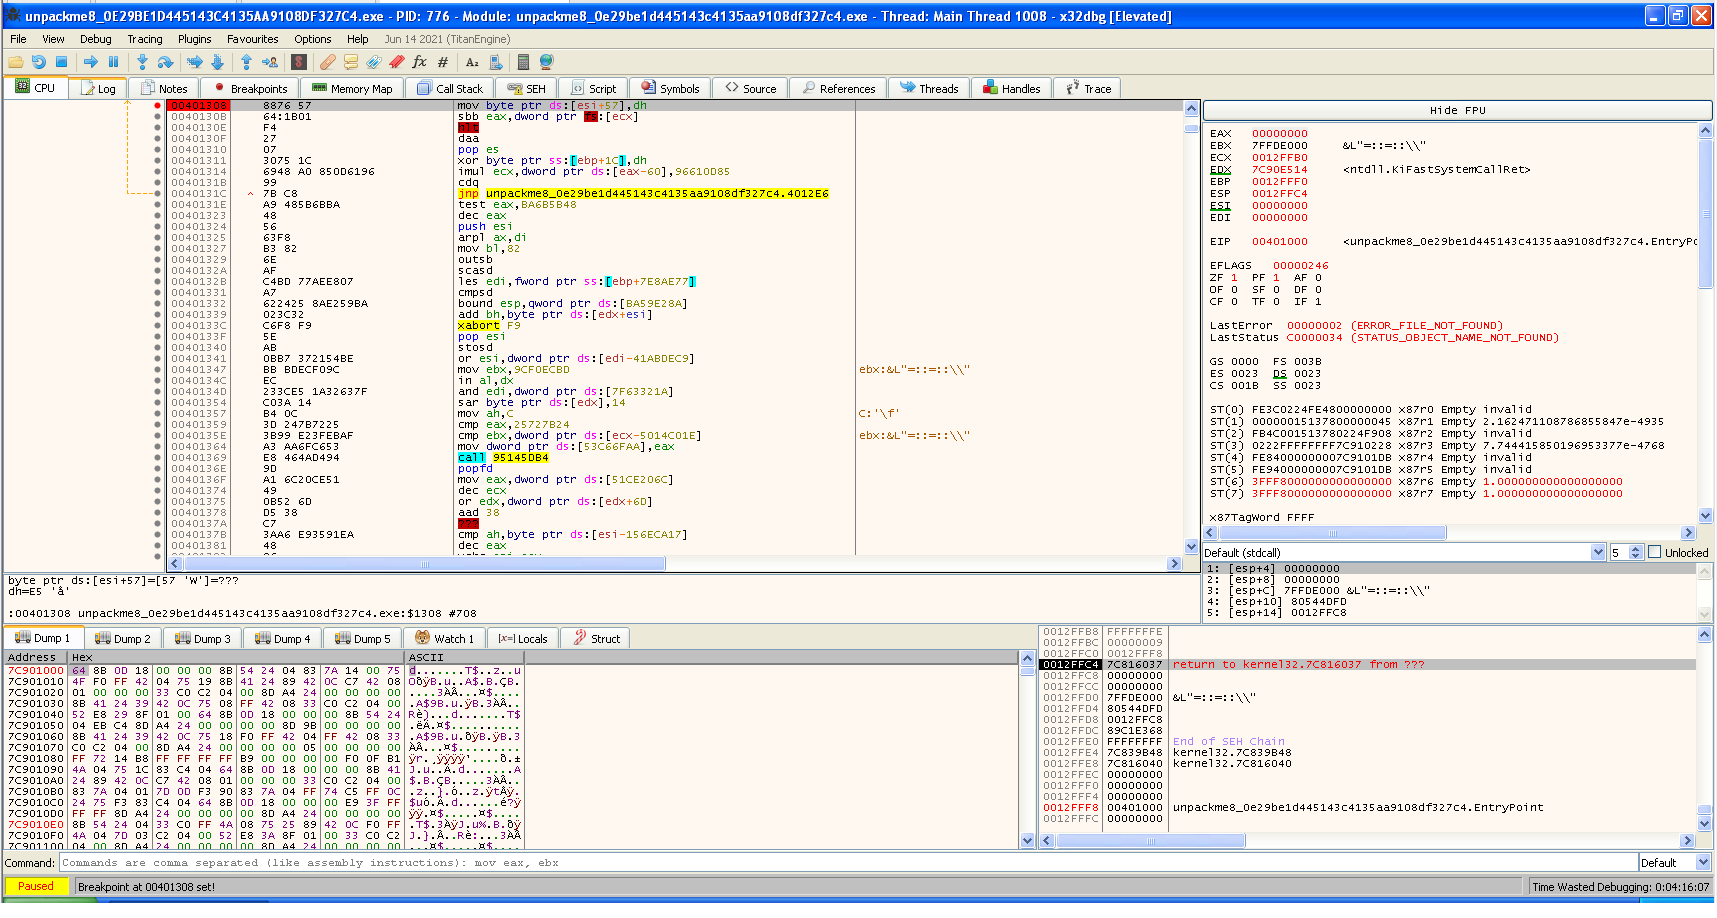 unpackme8_0E29BE1D445143C4135AA9108DF327C4.exe - PID: 776 - Module: unpackme8_0e29be1d445143c4135aa9108df327c4.exe - Thread: Main Thread 1008 - x32dbg [Elevated]
File View Debug Tracing Plugins Favourites Options Help Jun 14 2021 (TitanEngine)
CPU Log Notes Breakpoints Memory Map Call Stack SEH Script Symbols Source References Threads Handles Trace
00401308 8876 57 mov byte ptr ds:[esi+57],dh
0040130B 64:1B01 sbb eax,dword ptr fs:[ecx]
0040130E F4 hlt
0040130F 27 daa
00401310 07 pop es
00401311 3075 1C xor byte ptr ss:[ebp+1C],dh
00401314 6948 A0 850D6196 imul ecx,dword ptr ds:[eax-60],96610D85
0040131B 99 cdq
0040131C 7B C8 jnp unpackme8_0e29be1d445143c4135aa9108df327c4.4012E6
0040131E A9 485B6BBA test eax,BA6B5B48
00401323 48 dec eax
00401324 56 push esi
00401325 63F8 arpl ax,di
00401327 B3 82 mov bl,82
00401329 6E outsb
0040132A AF scasd
0040132B C4BD 77AEE807 les edi,fword ptr ss:[ebp+7E8AE77]
00401331 A7 cmpsd
00401332 622425 8AE259BA bound esp,qword ptr ds:[BA59E28A]
00401339 023C32 add bh,byte ptr ds:[edx+esi]
0040133C C6F8 F9 xabort F9
0040133F 5E pop esi
00401340 AB stosd
00401341 0BB7 372154BE or esi,dword ptr ds:[edi-41ABDEC9]
00401347 BB BDECF09C mov ebx,9CF0ECBD ebx:&L"=::=::\\"
0040134C EC in al,dx
0040134D 233CE5 1A32637F and edi,dword ptr ds:[7F63321A]
00401354 C03A 14 sar byte ptr ds:[edx],14
00401357 B4 0C mov ah,C C:'\f'
00401359 3D 247B7225 cmp eax,25727B24
0040135E 3B99 E23FEBAF cmp ebx,dword ptr ds:[ecx-5014C01E] ebx:&L"=::=::\\"
00401364 A3 AA6FC653 mov dword ptr ds:[53C66FAA],eax
00401369 E8 464AD494 call 95145DB4
0040136E 9D popfd
0040136F A1 6C20CE51 mov eax,dword ptr ds:[51CE206C]
00401374 49 dec ecx
00401375 0B52 6D or edx,dword ptr ds:[edx+6D]
00401378 D5 38 aad 38
0040137A C7 ???
0040137B 3AA6 E93591EA cmp ah,byte ptr ds:[esi-156ECA17]
00401381 48 dec eax
Hide FPU
EAX 00000000
EBX 7FFDE000 &L"=::=::\\"
ECX 0012FFB0
EDX 7C90E514 <ntdll.KiFastSystemCallRet>
EBP 0012FFF0
ESP 0012FFC4
ESI 00000000
EDI 00000000
EIP 00401000 <unpackme8_0e29be1d445143c4135aa9108df327c4.EntryPo
EFLAGS 00000246
ZF 1 PF 1 AF 0
OF 0 SF 0 DF 0
CF 0 TF 0 IF 1
LastError 00000002 (ERROR_FILE_NOT_FOUND)
LastStatus C0000034 (STATUS_OBJECT_NAME_NOT_FOUND)
GS 0000 FS 003B
ES 0023 DS 0023
CS 001B SS 0023
ST(0) FE3C0224FE4800000000 x87r0 Empty invalid
ST(1) 00000015137801910045 x87r1 Empty 2.162471108786855847e-4935
ST(2) FB4C001513780224F908 x87r2 Empty invalid
ST(3) 0222FFFFFFFF7C910228 x87r3 Empty 7.744415850196953377e-4768
ST(4) FE84000000007C9101DB x87r4 Empty invalid
ST(5) FE94000000007C9101DB x87r5 Empty invalid
ST(6) 3FFF8000000000000000 x87r6 Empty 1.000000000000000000
ST(7) 3FFF8000000000000000 x87r7 Empty 1.000000000000000000
x87TagWord FFFF
Default (stdcall) 5 Unlocked
1: [esp+4] 00000000
2: [esp+8] 00000000
3: [esp+C] 7FFDE000 &L"=::=::\\"
4: [esp+10] 80544DFD
5: [esp+14] 0012FFC8
byte ptr ds:[esi+57]=[57 'W']=???
dh=E5 'å'
:00401308 unpackme8_0e29be1d445143c4135aa9108df327c4.exe:$1308 #708
Dump 1 Dump 2 Dump 3 Dump 4 Dump 5 Watch 1 [x=] Locals Struct
Address Hex ASCII
7C901000 64 8B 0D 18 00 00 00 8B 54 24 04 83 7A 14 00 75 d.......T$..z..u
7C901010 4F F0 FF 42 04 75 19 8B 41 24 89 42 0C C7 42 08 OðÿB.u..A$.B.ÇB.
7C901020 01 00 00 00 33 C0 C2 04 00 8D A4 24 00 00 00 00 ....3ÀÂ...¤$....
7C901030 8B 41 24 39 42 0C 75 08 FF 42 08 33 C0 C2 04 00 .A$9B.u.ÿB.3ÀÂ..
7C901040 52 E8 29 8F 01 00 64 8B 0D 18 00 00 00 8B 54 24 Rè)...d.......T$
7C901050 04 EB C4 8D A4 24 00 00 00 00 8D 9B 00 00 00 00 .ëÄ.¤$..........
7C901060 8B 41 24 39 42 0C 75 18 F0 FF 42 04 FF 42 08 33 .A$9B.u.ðÿB.ÿB.3
7C901070 C0 C2 04 00 8D A4 24 00 00 00 00 05 00 00 00 00 ÀÂ...¤$.........
7C901080 FF 72 14 B8 FF FF FF FF B9 00 00 00 00 F0 0F B1 ÿr.¸ÿÿÿÿ¹....ð.±
7C901090 4A 04 75 1C 83 C4 04 64 8B 0D 18 00 00 00 8B 41 J.u..Ä.d.......A
7C9010A0 24 89 42 0C C7 42 08 01 00 00 00 33 C0 C2 04 00 $.B.ÇB.....3ÀÂ..
7C9010B0 83 7A 04 01 7D 0D F3 90 83 7A 04 FF 74 C5 FF 0C .z..}.ó..z.ÿtÅÿ.
7C9010C0 24 75 F3 83 C4 04 64 8B 0D 18 00 00 00 E9 3F FF $uó.Ä.d......é?ÿ
7C9010D0 FF FF 8D A4 24 00 00 00 00 8D A4 24 00 00 00 00 ÿÿ.¤$.....¤$....
7C9010E0 8B 54 24 04 33 C0 FF 4A 08 75 25 89 42 0C F0 FF .T$.3ÀÿJ.u%.B.ðÿ
7C9010F0 4A 04 7D 03 C2 04 00 52 E8 3A 8F 01 00 33 C0 C2 J.}.Â..Rè:...3ÀÂ
7C901100 04 00 8D A4 24 00 00 00 00 00 8D A4 24 00 00 00 ...¤$......¤$...
0012FFB8 FFFFFFFE
0012FFBC 00000009
0012FFC0 0012FFF8
0012FFC4 7C816037 return to kernel32.7C816037 from ???
0012FFC8 00000000
0012FFCC 00000000
0012FFD0 7FFDE000 &L"=::=::\\"
0012FFD4 80544DFD
0012FFD8 0012FFC8
0012FFDC 89C1E368
0012FFE0 FFFFFFFF End of SEH Chain
0012FFE4 7C839B48 kernel32.7C839B48
0012FFE8 7C816040 kernel32.7C816040
0012FFEC 00000000
0012FFF0 00000000
0012FFF4 00000000
0012FFF8 00401000 unpackme8_0e29be1d445143c4135aa9108df327c4.EntryPoint
0012FFFC 00000000
Command: Commands are comma separated (like assembly instructions): mov eax, ebx Default
Paused Breakpoint at 00401308 set! Time Wasted Debugging: 0:04:16:07